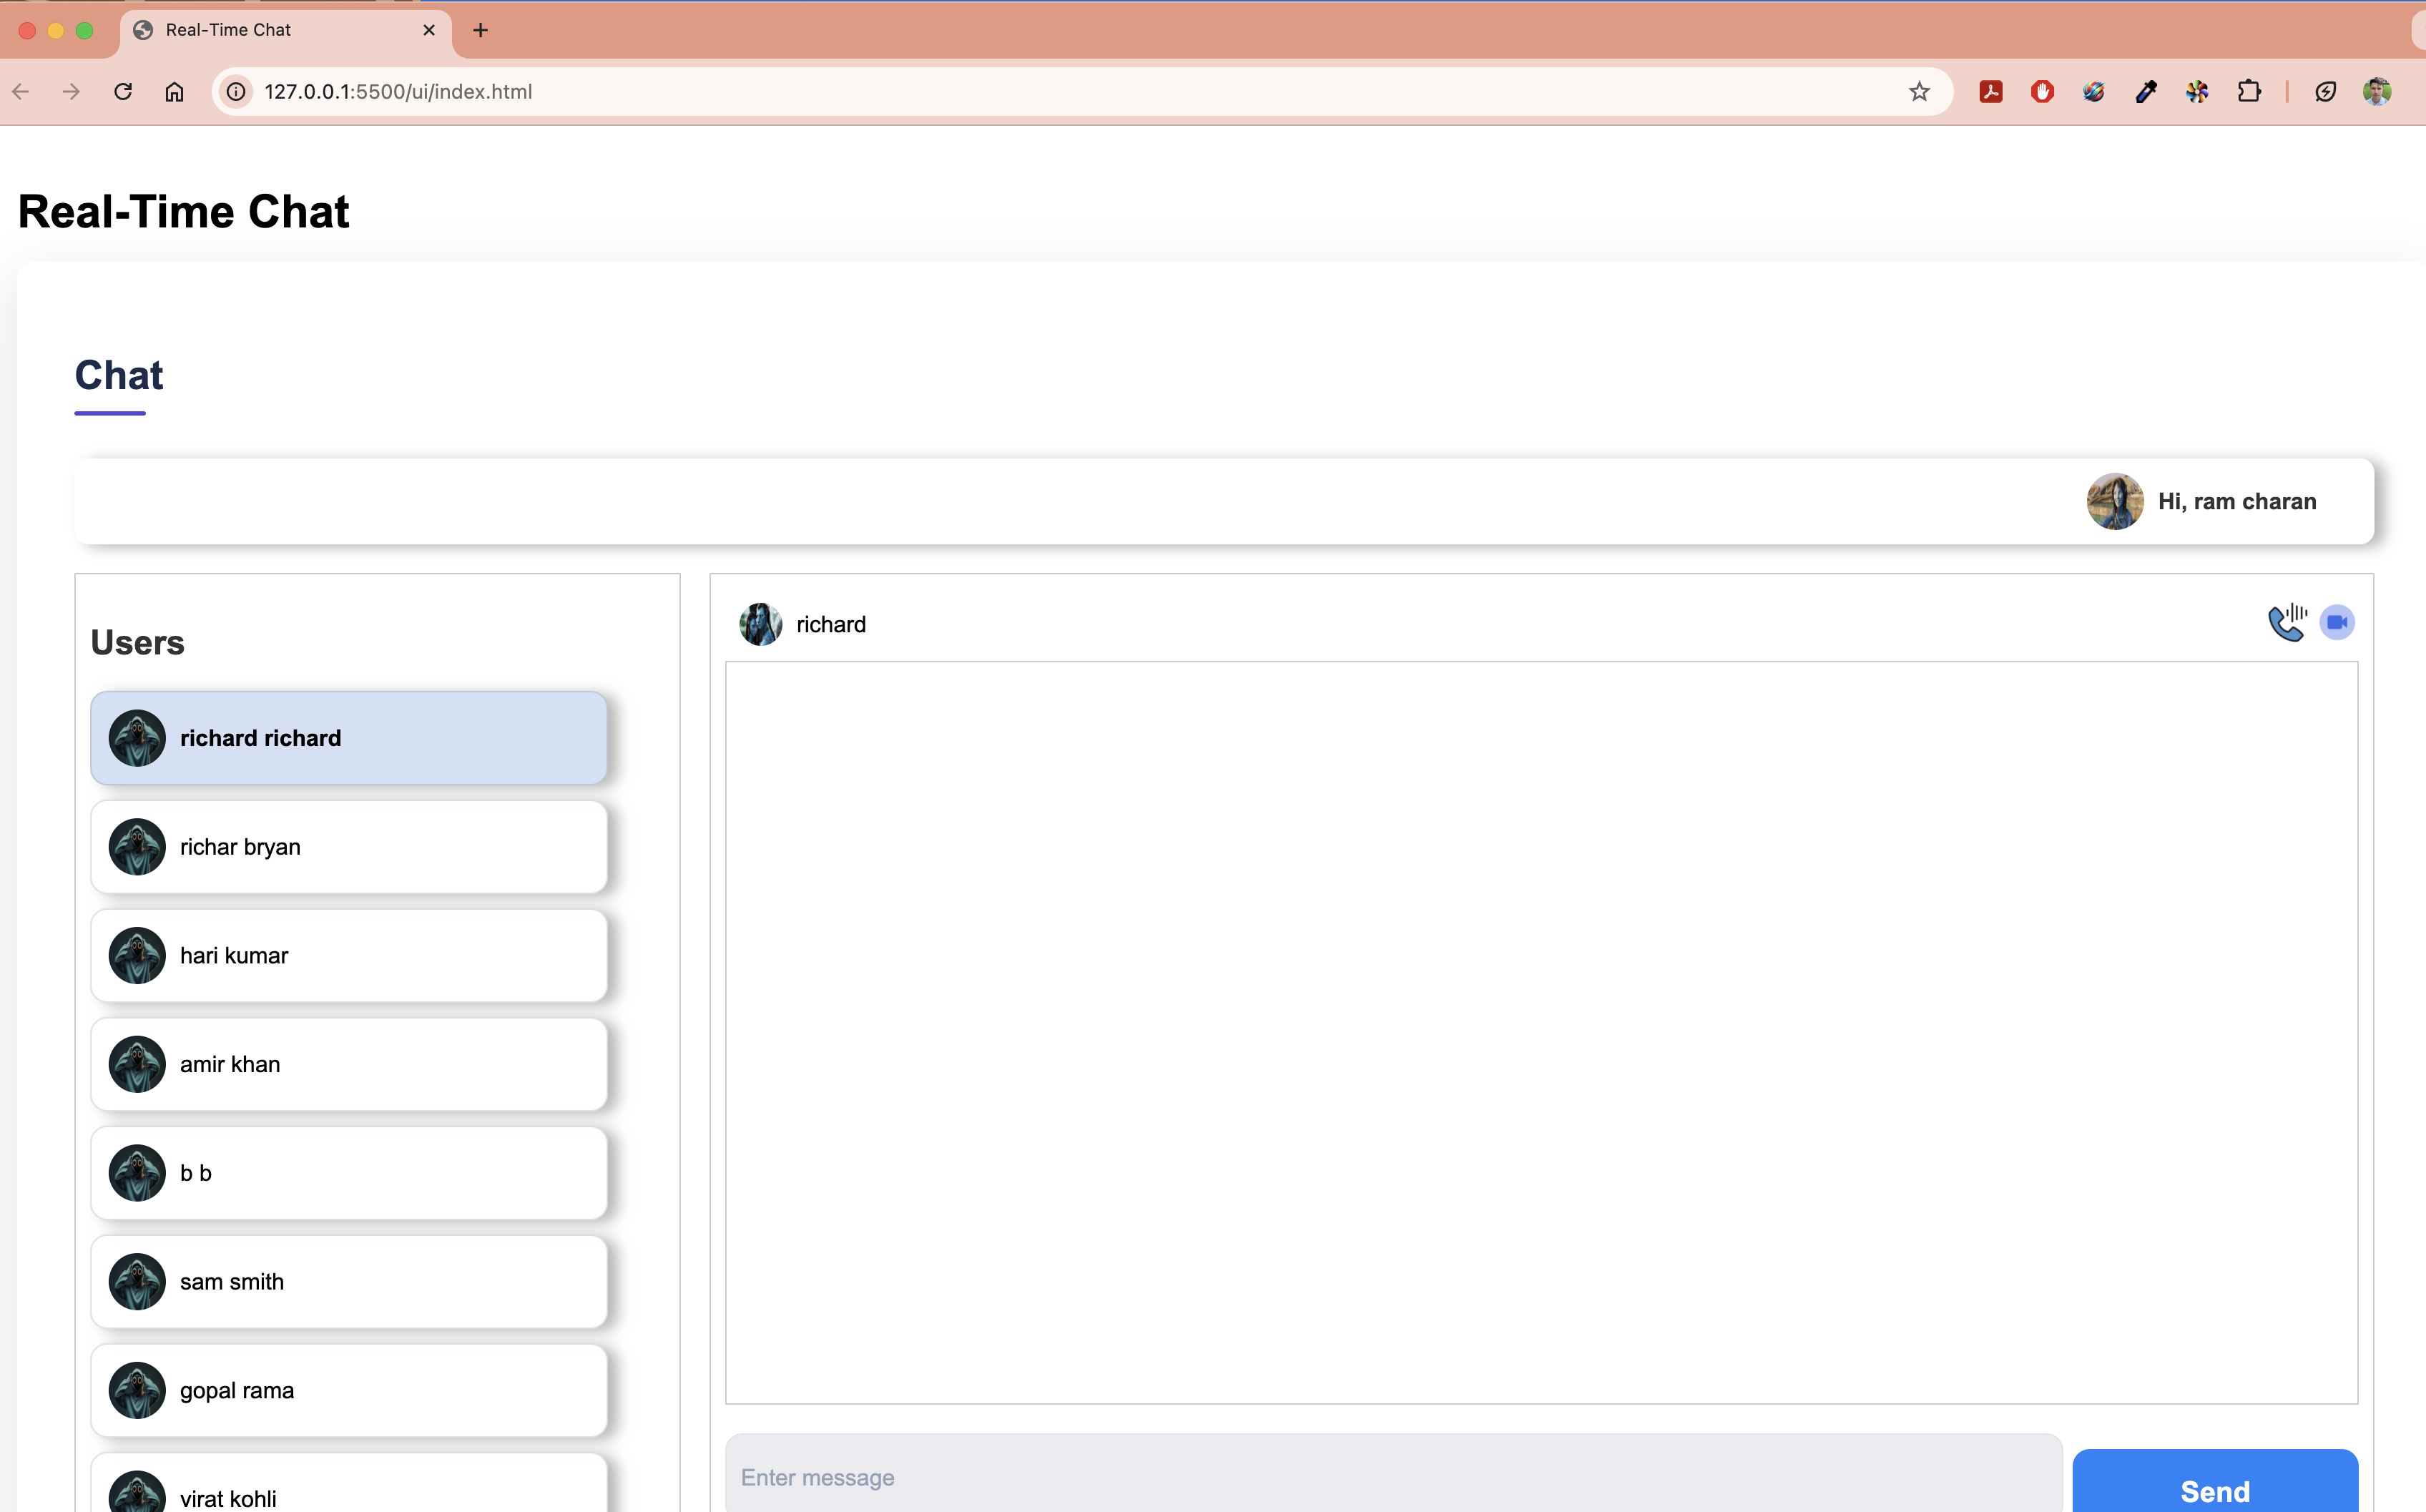 Real-Time Chat
127.0.0.1:5500/ui/index.html
Real-Time Chat
Chat
Hi, ram charan
Users
richard richard
richar bryan
hari kumar
amir khan
b b
sam smith
gopal rama
virat kohli
richard
Enter message
Send